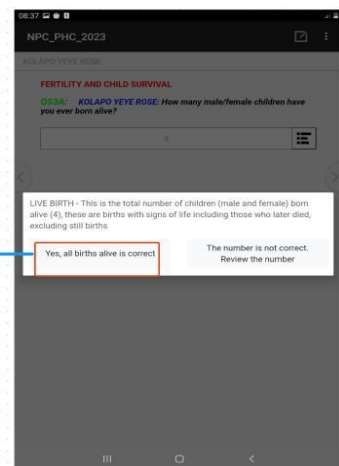 08:37
NPC_PHC_2023
KOLAPO YEYE ROSE
FERTILITY AND CHILD SURVIVAL
Q53A: KOLAPO YEYE ROSE: How many male/female children have
you ever born alive?
4
LIVE BIRTH - This is the total number of children (male and female) born
alive (4), these are births with signs of life including those who later died,
excluding still births
Yes, all births alive is correct
The number is not correct.
Review the number